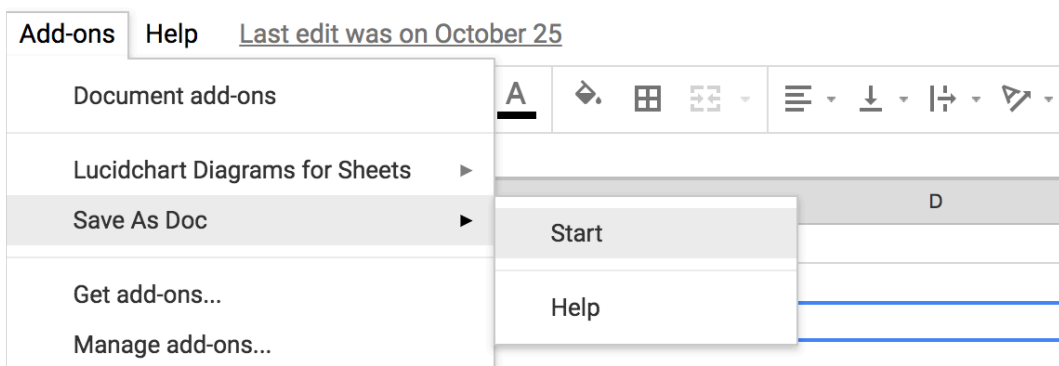 Add-ons Help Last edit was on October 25
Document add-ons
A
Lucidchart Diagrams for Sheets
Save As Doc
D
Start
Get add-ons...
Help
Manage add-ons...